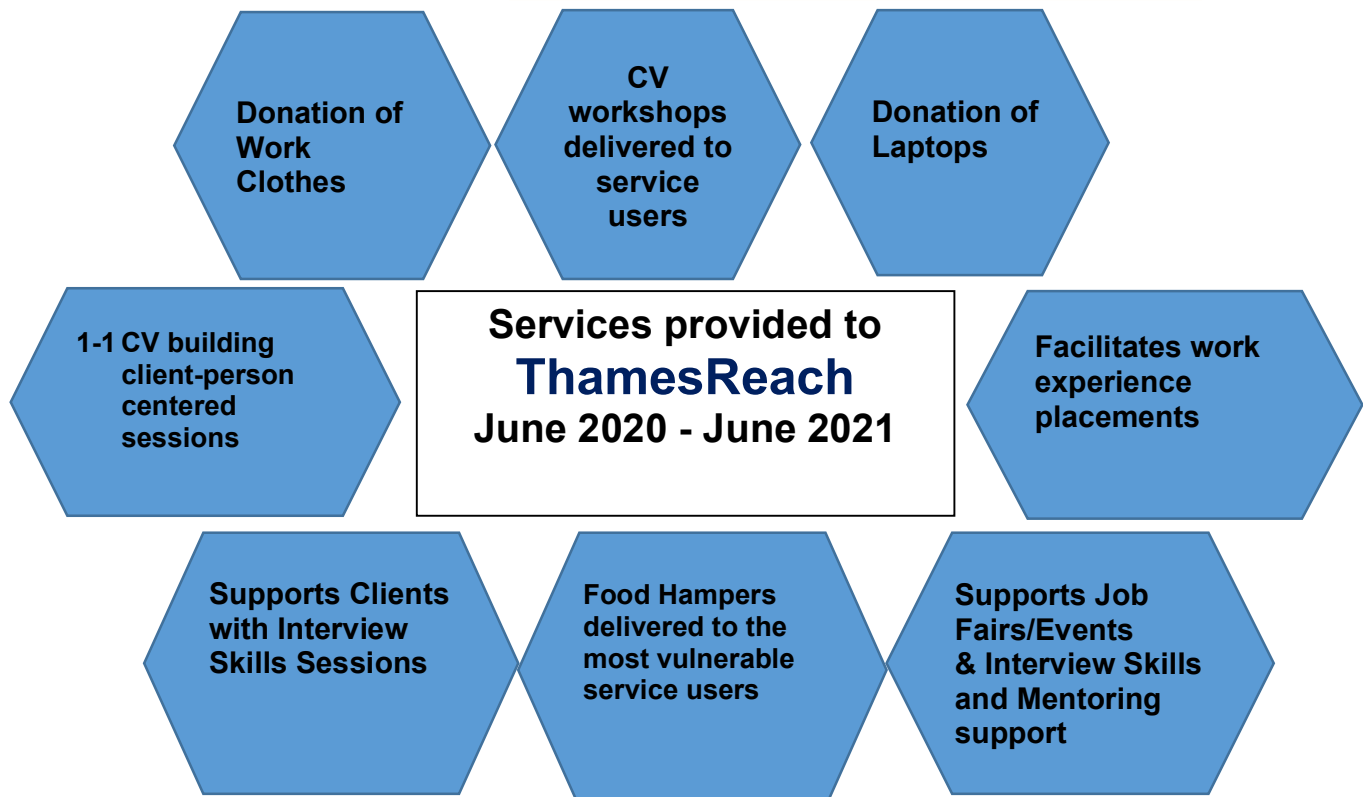 Donation of
Work
Clothes
CV
workshops
delivered to
service
users
Donation of
Laptops
1-1 CV building
client-person
centered
sessions
Services provided to
ThamesReach
June 2020 - June 2021
Facilitates work
experience
placements
Supports Clients
with Interview
Skills Sessions
Food Hampers
delivered to the
most vulnerable
service users
Supports Job
Fairs/Events
& Interview Skills
and Mentoring
support